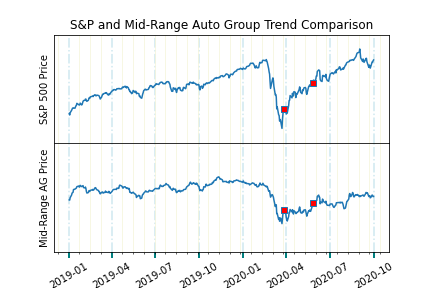 S&P and Mid-Range Auto Group Trend Comparison
S&P 500 Price
Mid-Range AG Price
2019-01
2019-04
2019-07
2019-10
2020-01
2020-04
2020-07
2020-10